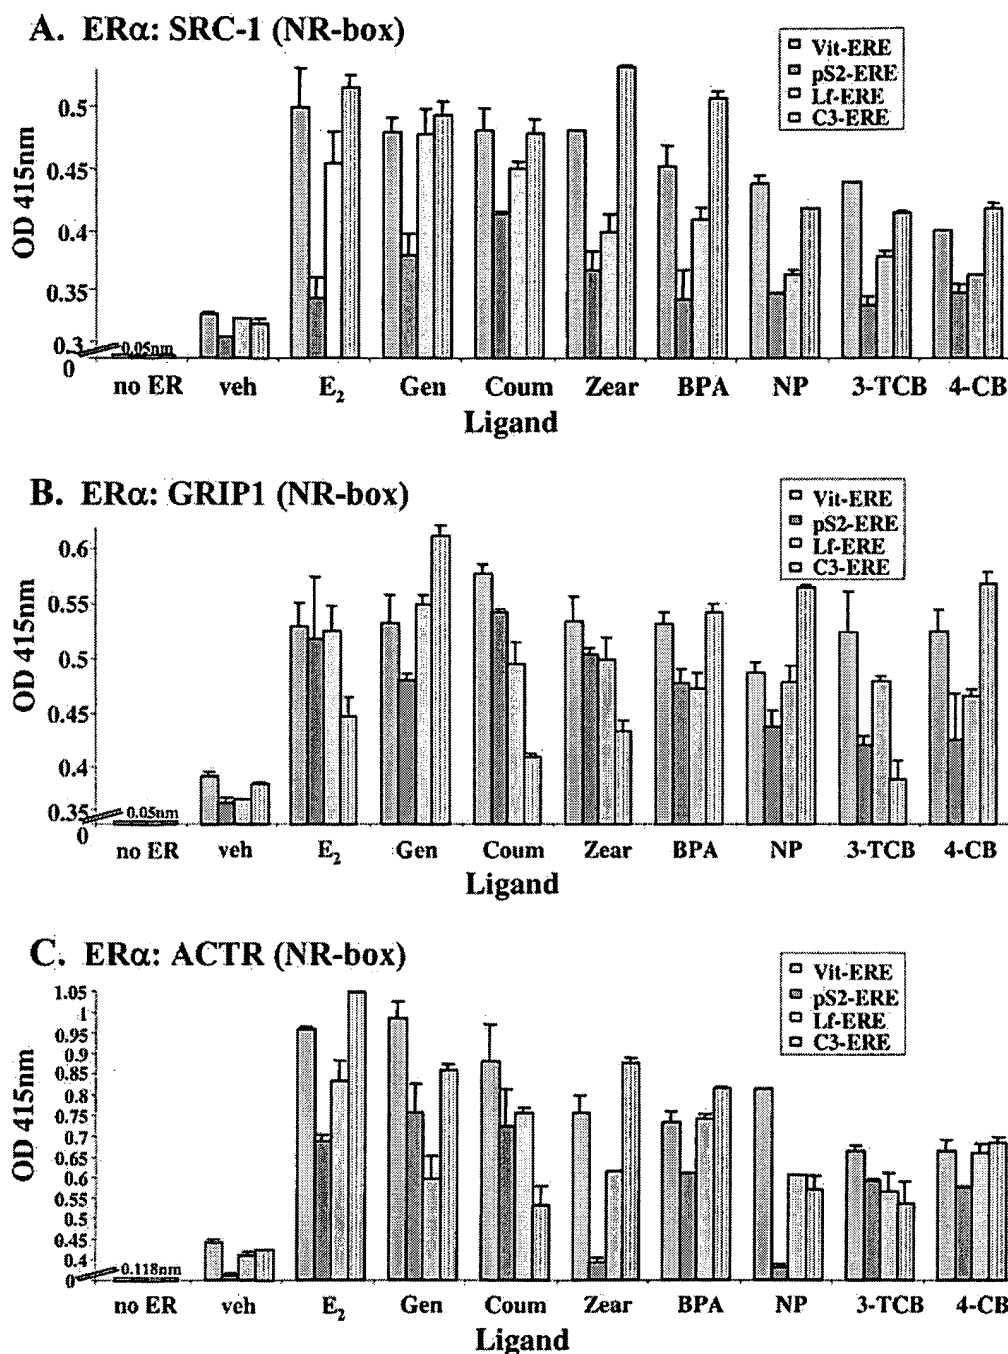 A. ERα: SRC-1 (NR-box)
Vit-ERE
pS2-ERE
Lf-ERE
C3-ERE
OD 415nm
0.5
0.45
0.4
0.35
0.3
0
0.05nm
no ER veh E2 Gen Coum Zear BPA NP 3-TCB 4-CB
Ligand
B. ERα: GRIP1 (NR-box)
Vit-ERE
pS2-ERE
Lf-ERE
C3-ERE
OD 415nm
0.6
0.55
0.5
0.45
0.4
0.35
0
0.05nm
no ER veh E2 Gen Coum Zear BPA NP 3-TCB 4-CB
Ligand
C. ERα: ACTR (NR-box)
Vit-ERE
pS2-ERE
Lf-ERE
C3-ERE
OD 415nm
1.05
1
0.95
0.9
0.8
0.75
0.7
0.65
0.55
0.5
0.45
0.4
0
0.118nm
no ER veh E2 Gen Coum Zear BPA NP 3-TCB 4-CB
Ligand